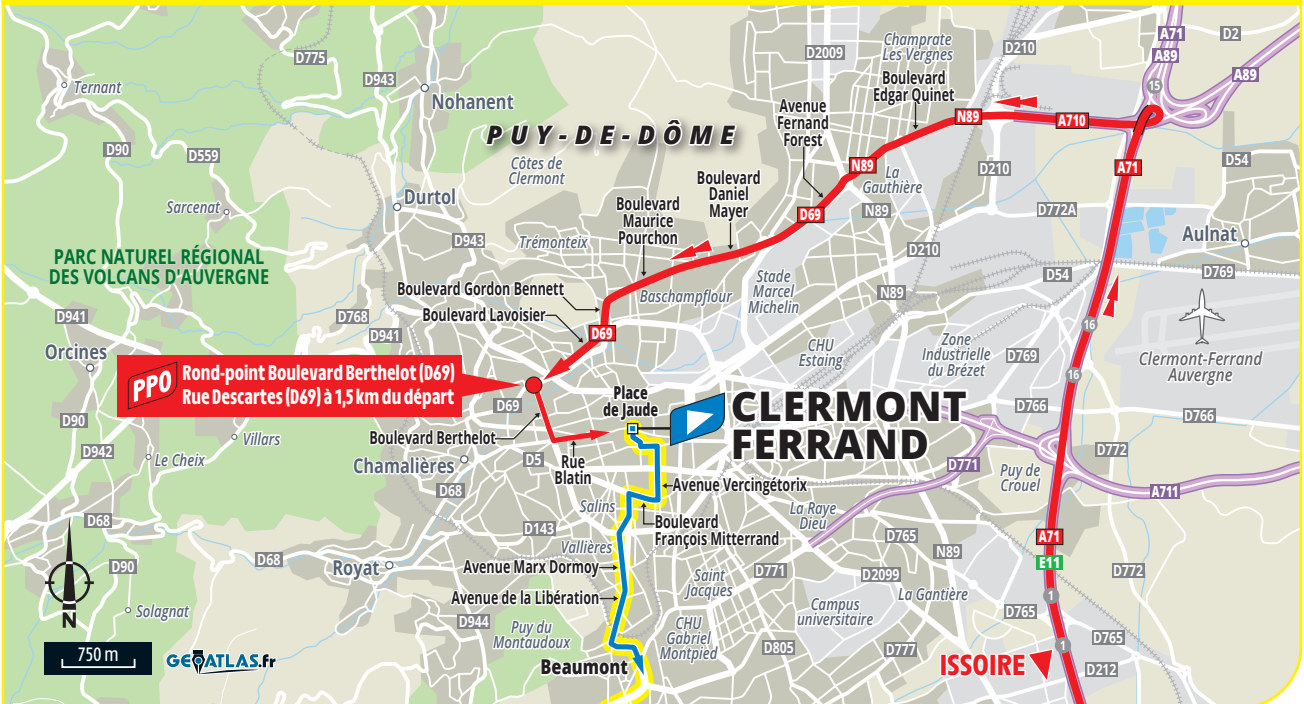 A71
A89
D2
A89
15
D775
D943
D2009
Champrate
Les Vergnes
D210
Ternant
Nohanent
Boulevard
Edgar Quinet
N89
A710
PUY-DE-DÔME
Avenue
Fernand
Forest
D90
D559
Côtes de
Clermont
N89
La
Gauthière
D210
A71
D54
Boulevard
Daniel
Mayer
Durtol
Sarcenat
Boulevard
Maurice
Pourchon
D69
N89
D772A
Aulnat
D943
Trémonteix
D210
PARC NATUREL RÉGIONAL
DES VOLCANS D'AUVERGNE
Stade
Marcel
Michelin
D54
D769
Boulevard Gordon Bennett
Baschampflour
N89
Boulevard Lavoisier
D941
D768
D941
D69
16
Orcines
CHU
Estaing
Zone
Industrielle
du Brézet
D769
Clermont-Ferrand
Auvergne
PPO
Rond-point Boulevard Berthelot (D69)
Rue Descartes (D69) à 1,5 km du départ
16
Place
de Jaude
CLERMONT
FERRAND
D69
D766
D766
D90
Boulevard Berthelot
Villars
D942
Le Cheix
Chamalières
D5
Rue
Blatin
D771
Puy de
Crouel
D772
A711
D68
Avenue Vercingétorix
Salins
La Raye
Dieu
Boulevard
François Mitterrand
D68
D143
D765
A71
Vallières
N89
E11
D68
D90
Royat
Avenue Marx Dormoy
Saint
Jacques
D771
D2099
D772
Avenue de la Libération
La Gantière
1
N
Solagnat
D944
Puy du
Montaudoux
CHU
Gabriel
Montpied
Campus
universitaire
D765
D765
1
750 m
GEOATLAS.fr
Beaumont
D805
D777
ISSOIRE
D212